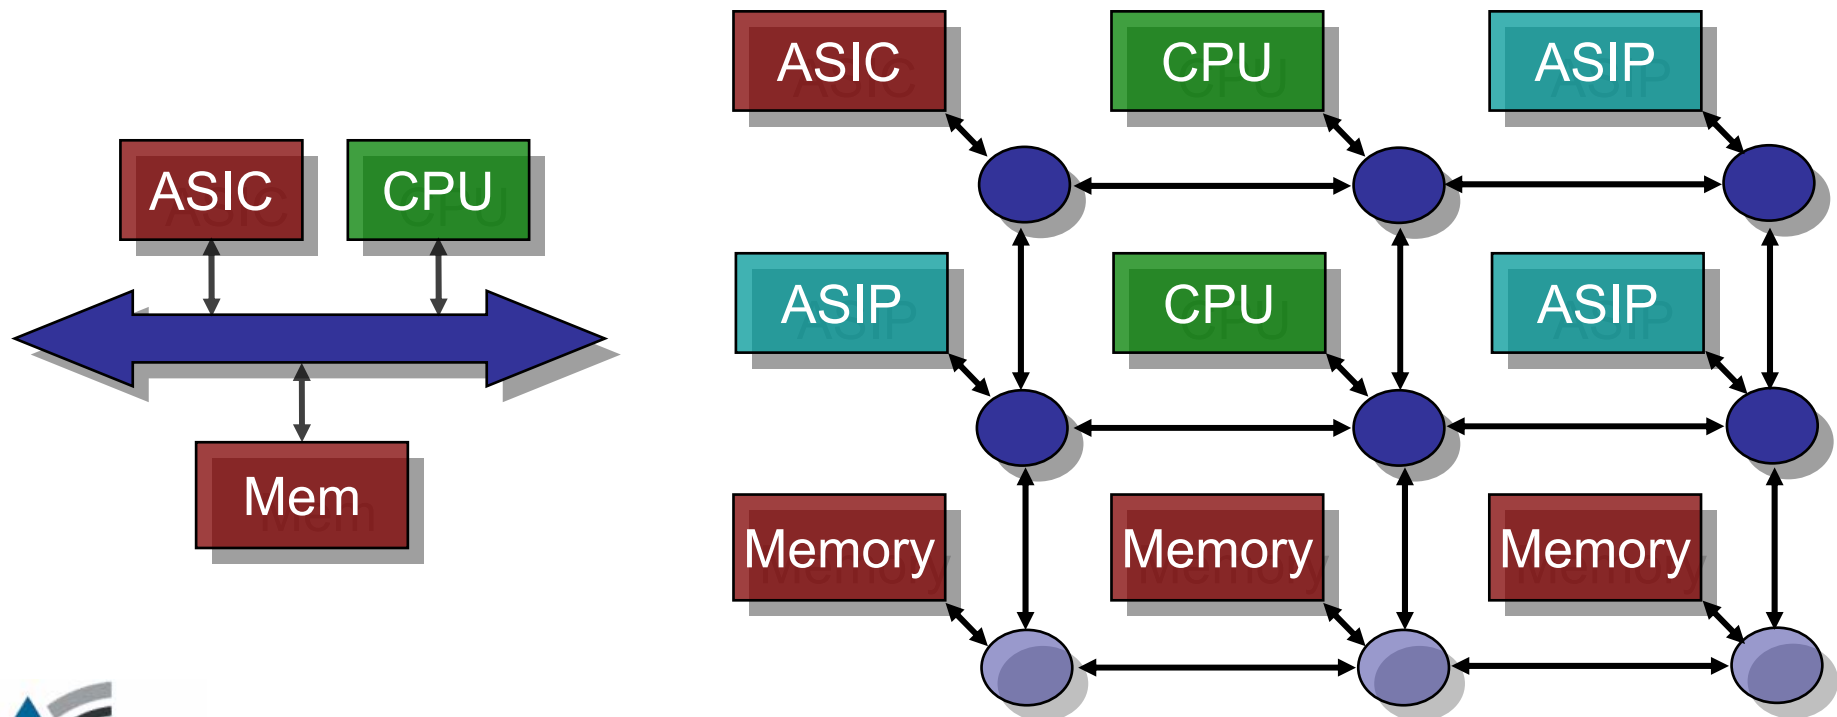 ASIC CPU
Mem
ASIC CPU ASIP
ASIP CPU ASIP
Memory Memory Memory